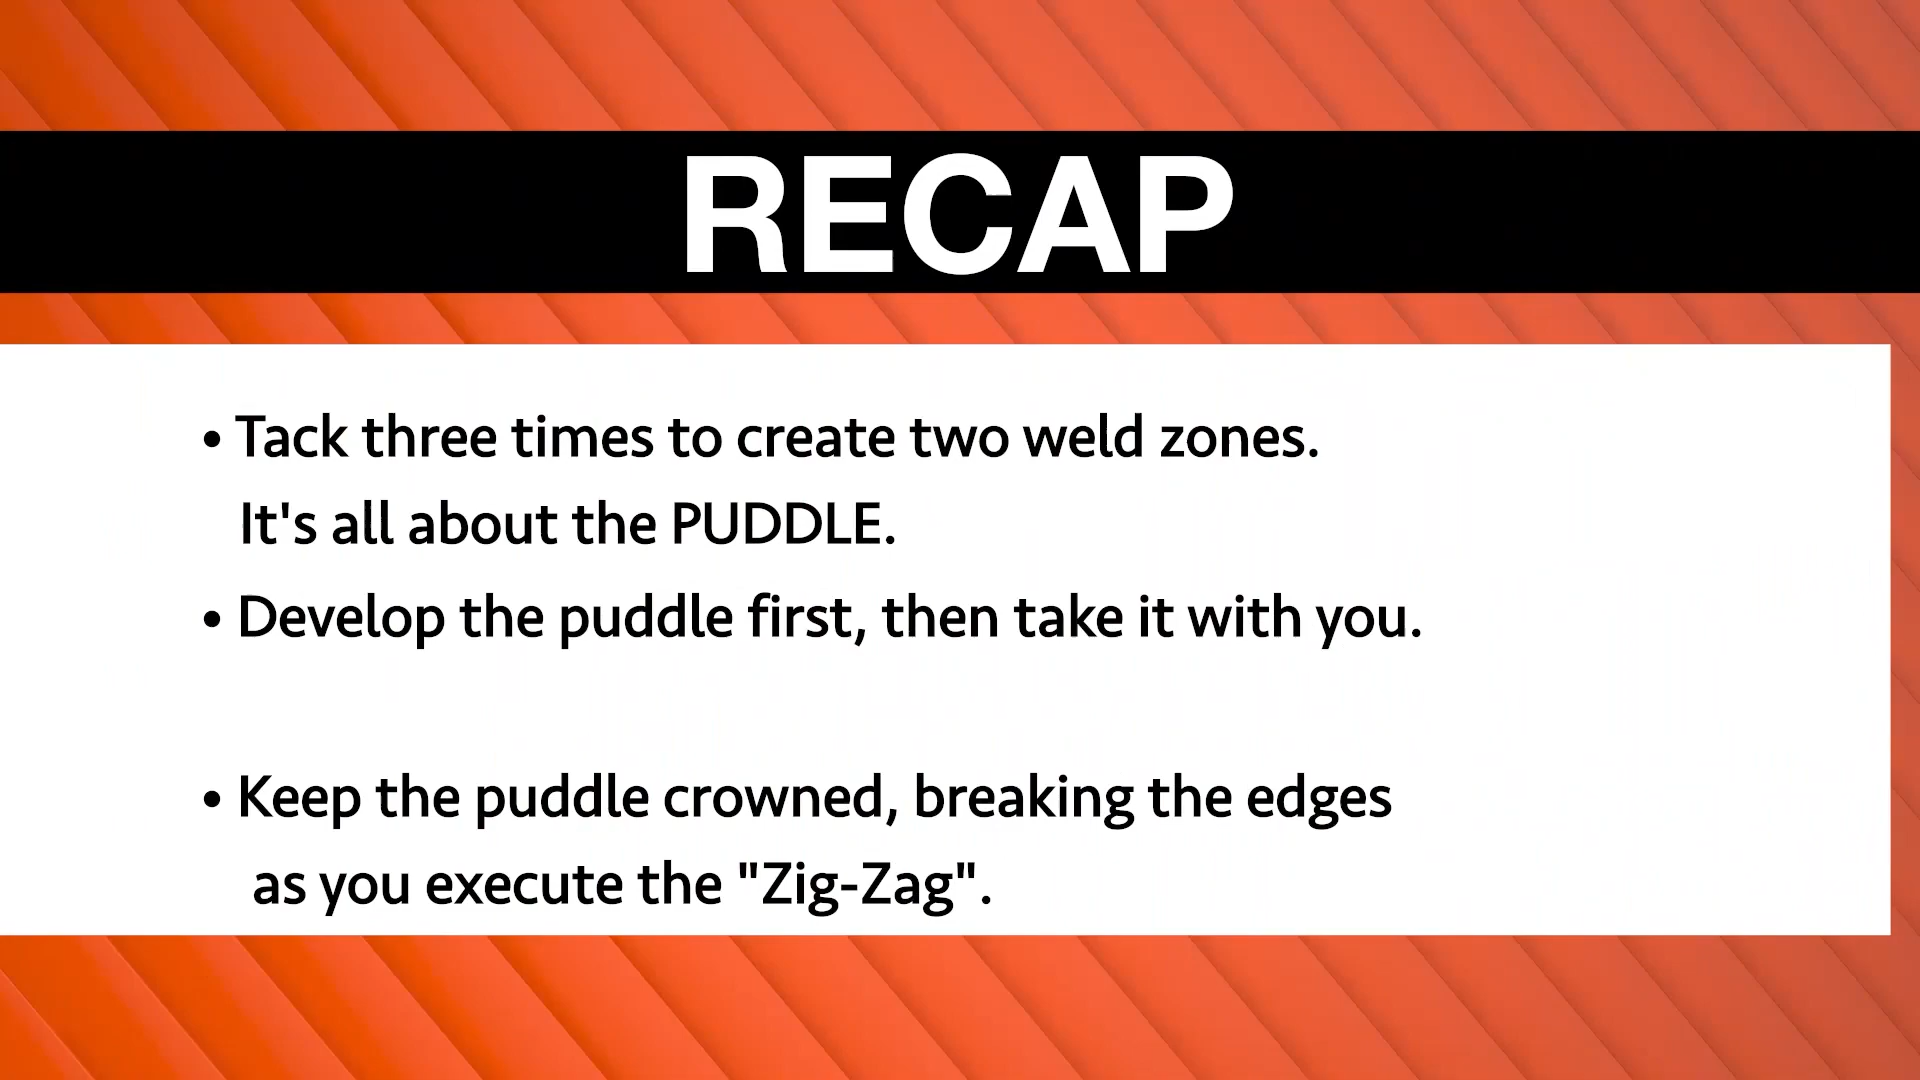 RECAP
• Tack three times to create two weld zones.
It's all about the PUDDLE.
• Develop the puddle first, then take it with you.
• Keep the puddle crowned, breaking the edges
as you execute the "Zig-Zag".